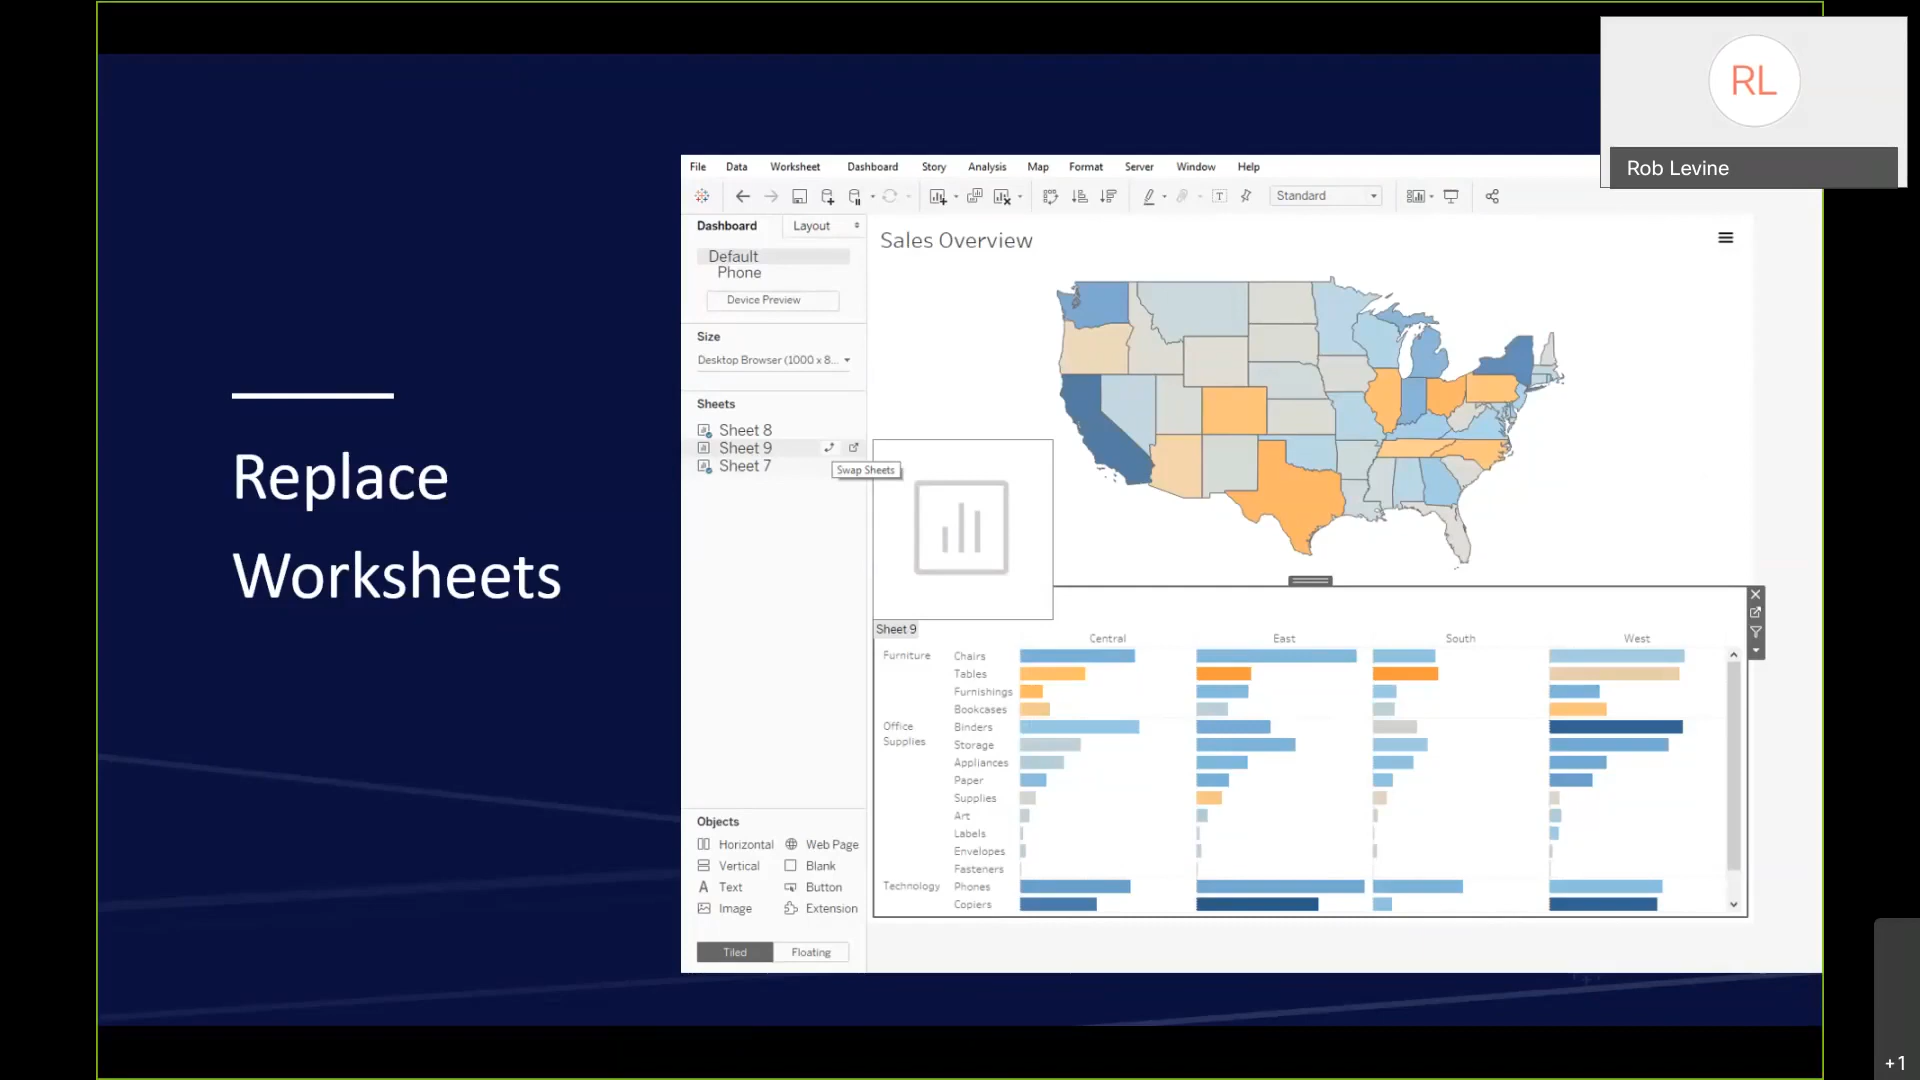 RL
Rob Levine
Replace
Worksheets
File Data Worksheet Dashboard Story Analysis Map Format Server Window Help
Standard
Dashboard Layout
Default
Phone
Device Preview
Size
Desktop Browser (1000 x 8...
Sheets
Sheet 8
Sheet 9
Sheet 7
Swap Sheets
Objects
Horizontal Web Page
Vertical Blank
A Text Button
Image Extension
Tiled Floating
Sales Overview
Sheet 9
Central East South West
Furniture Chairs
Tables
Furnishings
Bookcases
Office Binders
Supplies Storage
Appliances
Paper
Supplies
Art
Labels
Envelopes
Fasteners
Technology Phones
Copiers
+1